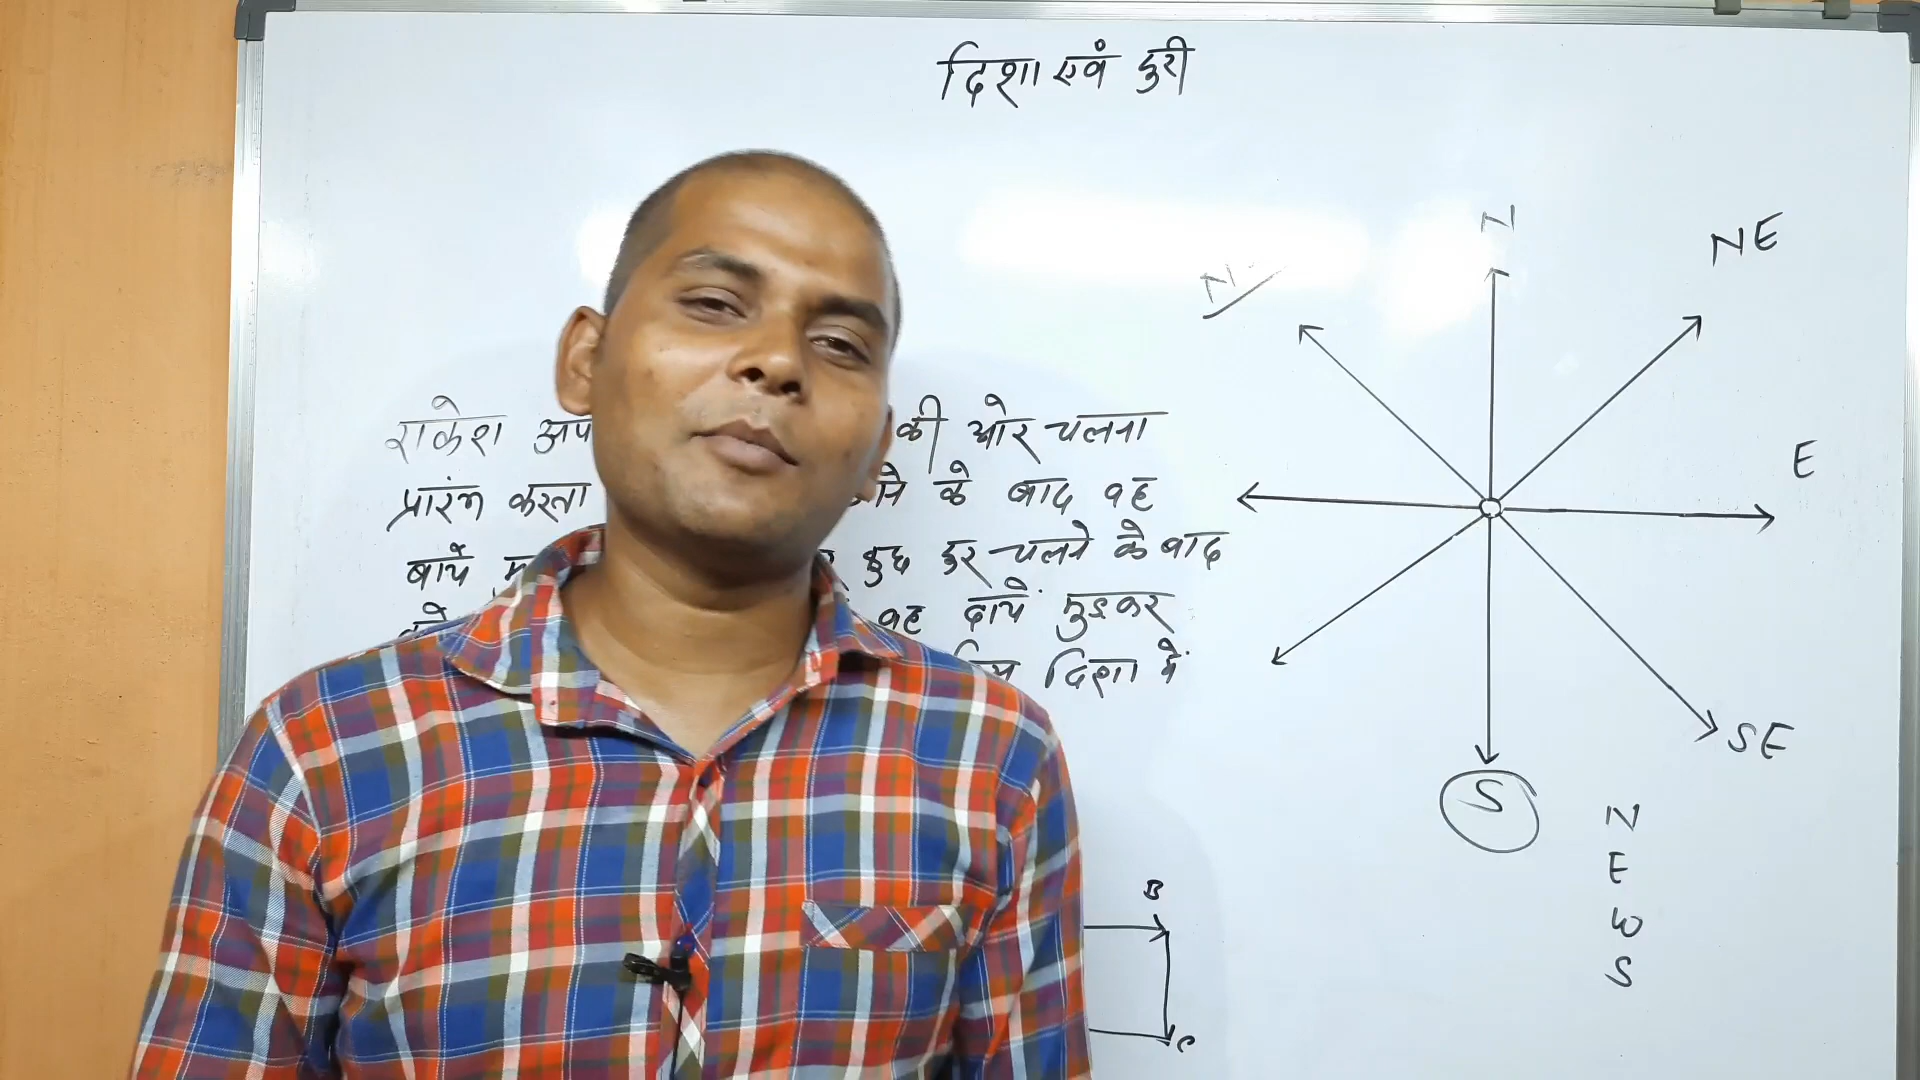 दिशा एवं दुरी
राकेश अप की ओर चलना
प्रारंभ करता ने के बाद वह
बायें मु कुछ दुर चलने के बाद
वह दायें मुड़कर
दिशा में
N
NE
N
E
SE
S
N
E
W
S
B
C